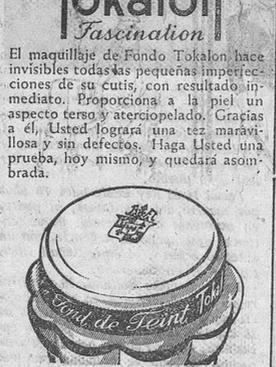 Tokalon
Fascination
El maquillaje de Fondo Tokalon hace
invisibles todas las pequeñas imperfec-
ciones de su cutis, con resultado in-
mediato. Proporciona a la piel un
aspecto terso y aterciopelado. Gracias
a él, Usted logrará una tez maravi-
llosa y sin defectos. Haga Usted una
prueba, hoy mismo, y quedará asom-
brada.
Fond de Teint Tokal